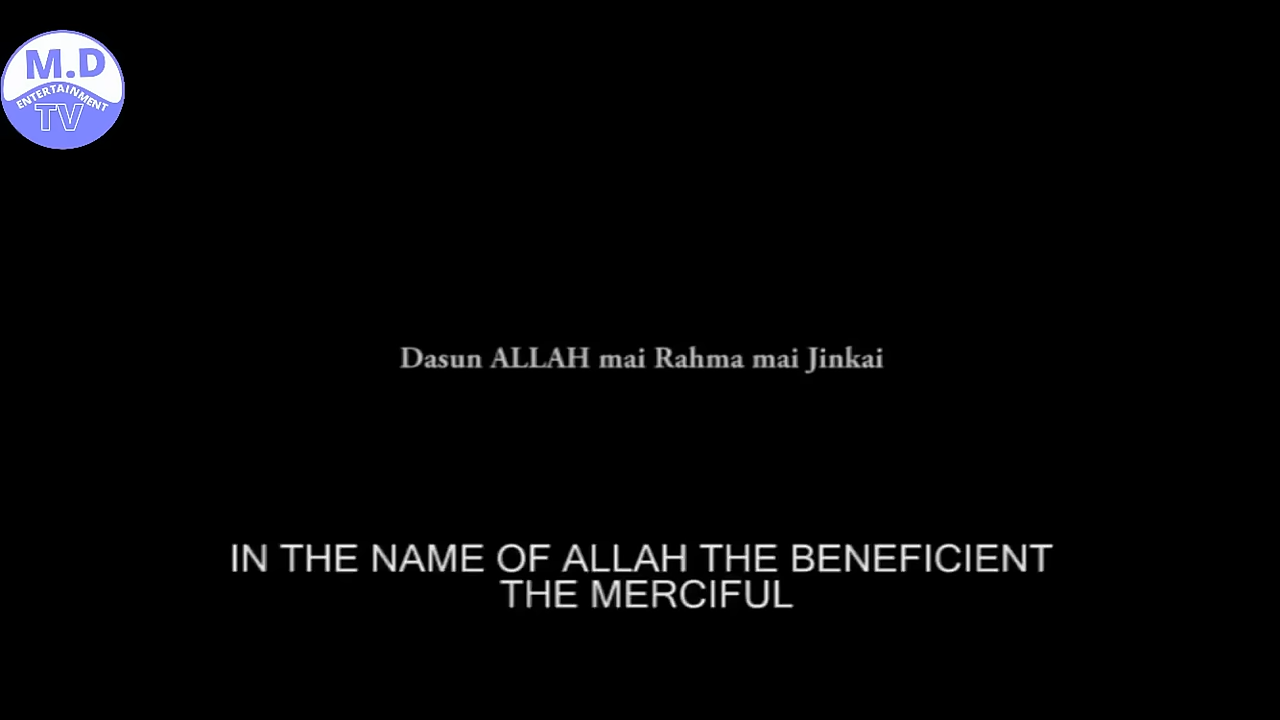 M.D
ENTERTAINMENT
TV
Dasun ALLAH mai Rahma mai Jinkai
IN THE NAME OF ALLAH THE BENEFICIENT
THE MERCIFUL